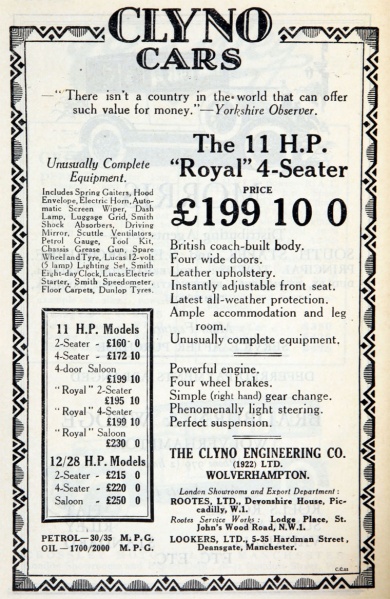 CLYNO
CARS
—"There isn't a country in the world that can offer
such value for money."—Yorkshire Observer.
Unusually Complete
Equipment.
Includes Spring Gaiters, Hood
Envelope, Electric Horn, Auto-
matic Screen Wiper, Dash
Lamp, Luggage Grid, Smith
Shock Absorbers, Driving
Mirror, Scuttle Ventilators,
Petrol Gauge, Tool Kit,
Chassis Grease Gun, Spare
Wheel and Tyre, Lucas 12-volt
(5 lamp) Lighting Set, Smith
Eight-day Clock, Lucas Electric
Starter, Smith Speedometer,
Floor Carpets, Dunlop Tyres.
11 H.P. Models
2-Seater - £160 0
4-Seater - £172 10
4-door Saloon
£199 10
"Royal" 2-Seater
£195 10
"Royal" 4-Seater
£199 10
"Royal" Saloon
£230 0
12/28 H.P. Models
2-Seater - £215 0
4-Seater - £220 0
Saloon - £250 0
PETROL—30/35 M.P.G.
OIL—1700/2000 M.P.G.
The 11 H.P.
"Royal" 4-Seater
PRICE
£199 10 0
British coach-built body.
Four wide doors.
Leather upholstery.
Instantly adjustable front seat.
Latest all-weather protection.
Ample accommodation and leg
room.
Unusually complete equipment.
Powerful engine.
Four wheel brakes.
Simple (right hand) gear change.
Phenomenally light steering.
Perfect suspension.
THE CLYNO ENGINEERING CO.
(1922) LTD.
WOLVERHAMPTON.
London Showrooms and Export Department:
ROOTES, LTD., Devonshire House, Pic-
cadilly, W.1.
Rootes Service Works: Lodge Place, St.
John's Wood Road, N.W.1.
LOOKERS, LTD., 5-35 Hardman Street,
Deansgate, Manchester.